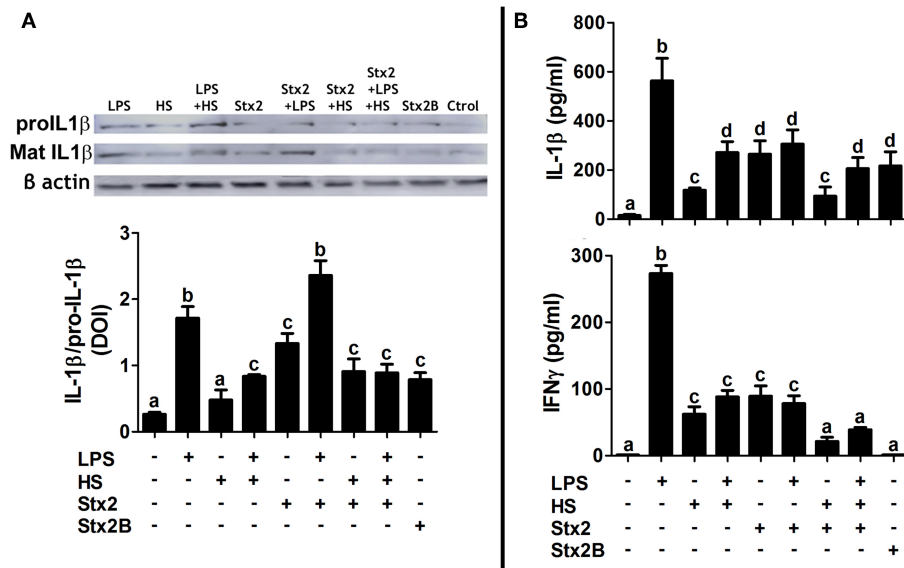 A
LPS HS LPS +HS Stx2 Stx2 +LPS Stx2 +HS Stx2 +LPS +HS Stx2B Ctrol
proIL1β
Mat IL1β
ß actin
IL-1β/pro-IL-1β
(DOI)
3
2
1
0
a b a c c b c c c
LPS - + - + - + - + -
HS - - + + - - + + -
Stx2 - - - - + + + + -
Stx2B - - - - - - - - +
B
IL-1β (pg/ml)
800
600
400
200
0
a b c d d d c d d
IFNγ (pg/ml)
300
200
100
0
a b c c c c a a a
LPS - + - + - + - + -
HS - - + + - - + + -
Stx2 - - - - + + + + -
Stx2B - - - - - - - - +